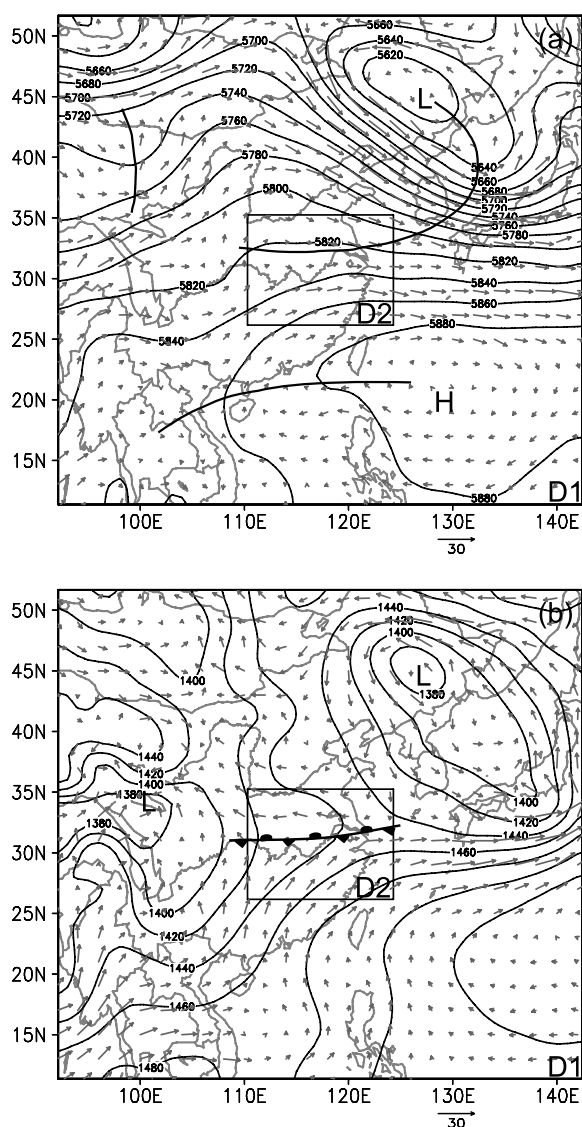 50N 5660 (a)
5700 5640
5660 5620
5680 5720
5700 45N 5740 L
5720
5760
40N 5780 5640
5660
5800 5680
5700
35N 5720
5740
5760
5820 5780
30N 5820 5820
5840
5860
D2
25N 5840 5880
20N H
15N
5880 D1
100E 110E 120E 130E 140E
30
50N 1440 (b)
1420
1400
45N 1400 L
1380
40N
1440
1420
35N 1400
1380 L 1400
1420
1380 1440
30N 1460
D2
25N 1400
1420
20N 1440
1460
15N
1480 D1
100E 110E 120E 130E 140E
30